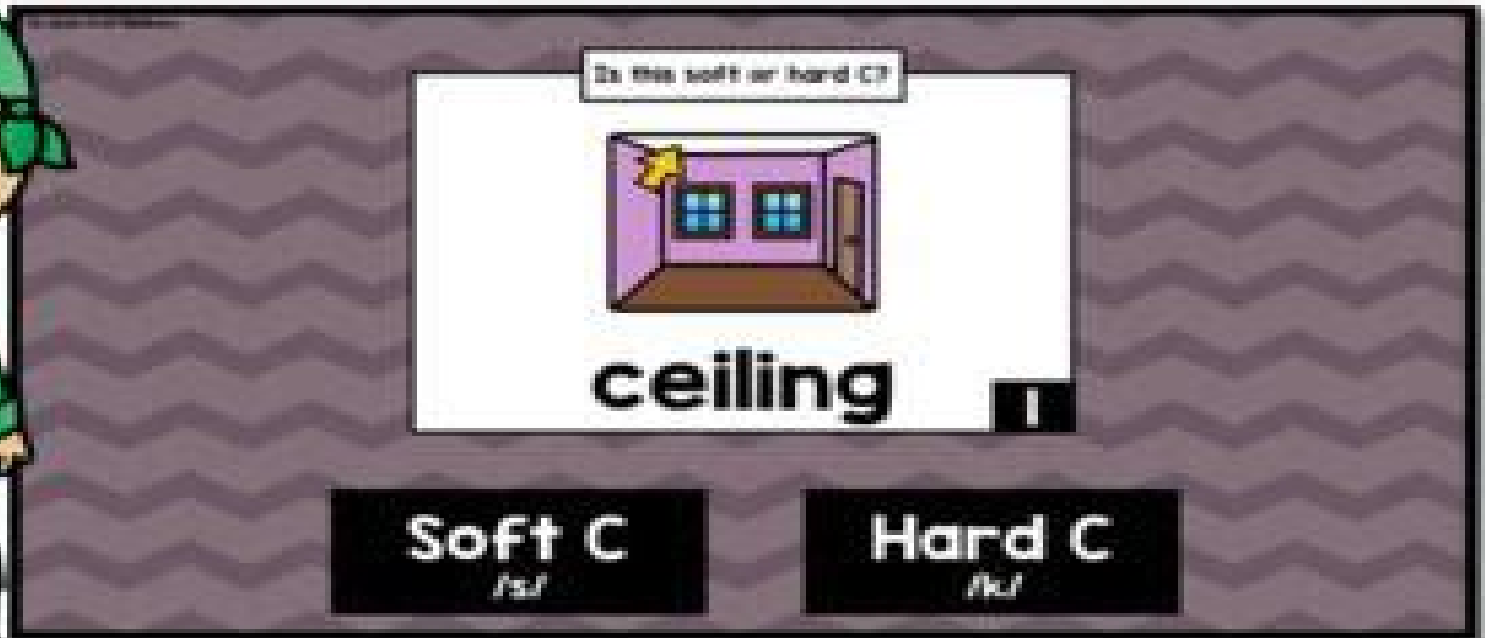 Is this soft or hard C?
ceiling
1
Soft C
/s/
Hard C
/k/